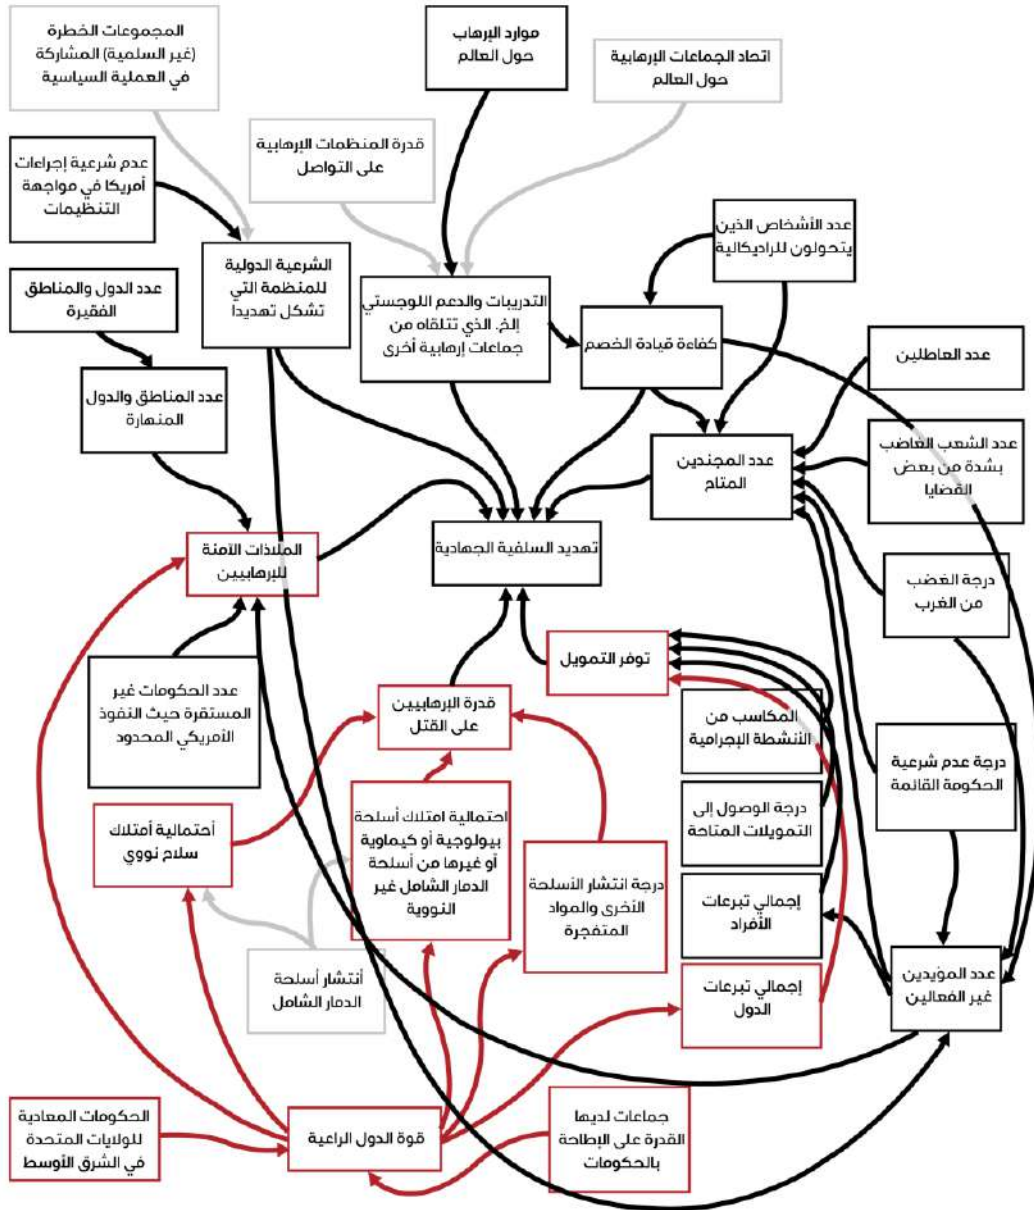 المجموعات الخطرة
(غير السلمية) المشاركة
في العملية السياسية
موارد الإرهاب
حول العالم
اتحاد الجماعات الإرهابية
حول العالم
قدرة المنظمات الإرهابية
على التواصل
عدم شرعية إجراءات
أمريكا في مواجهة
التنظيمات
عدد الأشخاص الذين
يتحولون للراديكالية
الشرعية الدولية
للمنظمة التي
تشكل تهديدا
عدد الدول والمناطق
الفقيرة
التدريبات والدعم اللوجستي
إلخ. الذي تتلقاه من
جماعات إرهابية أخرى
كفاءة قيادة الخصم
عدد العاطلين
عدد المناطق والدول
المنهارة
عدد المجندين
المتاح
عدد الشعب الغاضب
بشدة من بعض
القضايا
الملاذات الآمنة
للإرهابيين
تهديد السلفية الجهادية
درجة الغضب
من الغرب
توفر التمويل
عدد الحكومات غير
المستقرة حيث النفوذ
الأمريكي المحدود
قدرة الإرهابيين
على القتل
المكاسب من
الأنشطة الإجرامية
درجة عدم شرعية
الحكومة القائمة
أحتمالية أمتلاك
سلاح نووي
احتمالية امتلاك أسلحة
بيولوجية أو كيماوية
أو غيرها من أسلحة
الدمار الشامل غير
النووية
درجة الوصول إلى
التمويلات المتاحة
درجة انتشار الأسلحة
الأخرى والمواد
المتفجرة
إجمالي تبرعات
الأفراد
أنتشار أسلحة
الدمار الشامل
إجمالي تبرعات
الدول
عدد المؤيدين
غير الفعالين
الحكومات المعادية
للولايات المتحدة
في الشرق الأوسط
قوة الدول الراعية
جماعات لديها
القدرة على الإطاحة
بالحكومات